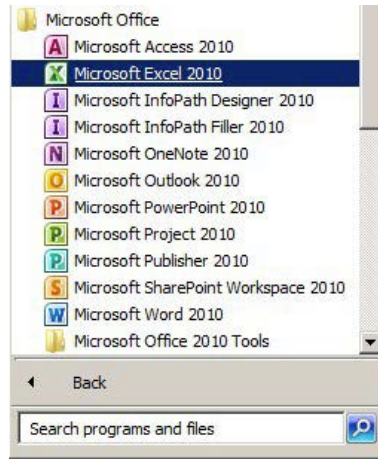 Microsoft Office
Microsoft Access 2010
Microsoft Excel 2010
Microsoft InfoPath Designer 2010
Microsoft InfoPath Filler 2010
Microsoft OneNote 2010
Microsoft Outlook 2010
Microsoft PowerPoint 2010
Microsoft Project 2010
Microsoft Publisher 2010
Microsoft SharePoint Workspace 2010
Microsoft Word 2010
Microsoft Office 2010 Tools
Back
Search programs and files